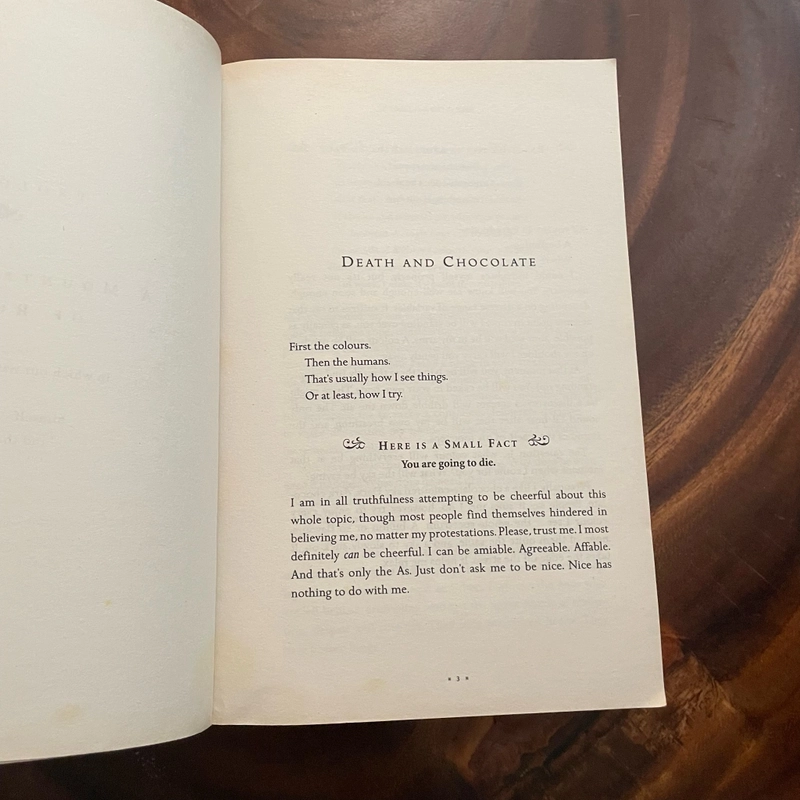 DEATH AND CHOCOLATE
First the colours.
Then the humans.
That's usually how I see things.
Or at least, how I try.
HERE IS A SMALL FACT
You are going to die.
I am in all truthfulness attempting to be cheerful about this
whole topic, though most people find themselves hindered in
believing me, no matter my protestations. Please, trust me. I most
definitely can be cheerful. I can be amiable. Agreeable. Affable.
And that's only the As. Just don't ask me to be nice. Nice has
nothing to do with me.
* 3 *